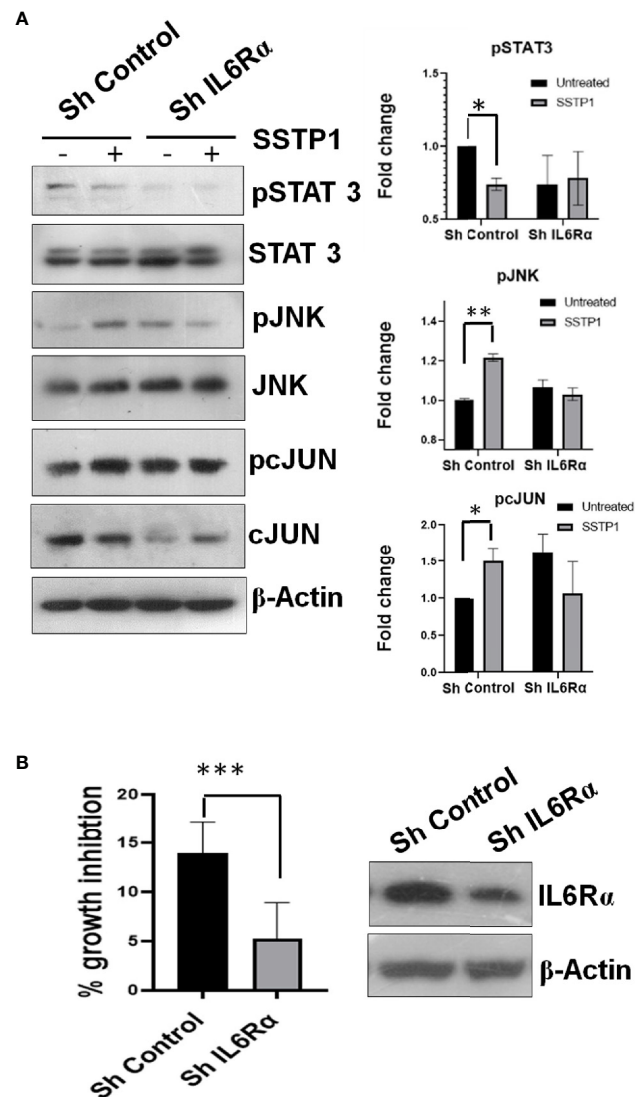 A
Sh Control
Sh IL6Rα
SSTP1
- + - +
pSTAT 3
STAT 3
pJNK
JNK
pcJUN
cJUN
β-Actin
pSTAT3
Untreated
SSTP1
*
Fold change
1.5
1.0
0.5
Sh Control Sh IL6Rα
pJNK
Untreated
SSTP1
**
Fold change
1.4
1.2
1.0
0.8
Sh Control Sh IL6Rα
pcJUN
Untreated
SSTP1
*
Fold change
2.0
1.5
1.0
0.5
0.0
Sh Control Sh IL6Rα
B
***
% growth inhibtion
20
15
10
5
0
Sh Control
Sh IL6Rα
Sh Control
Sh IL6Rα
IL6Rα
β-Actin